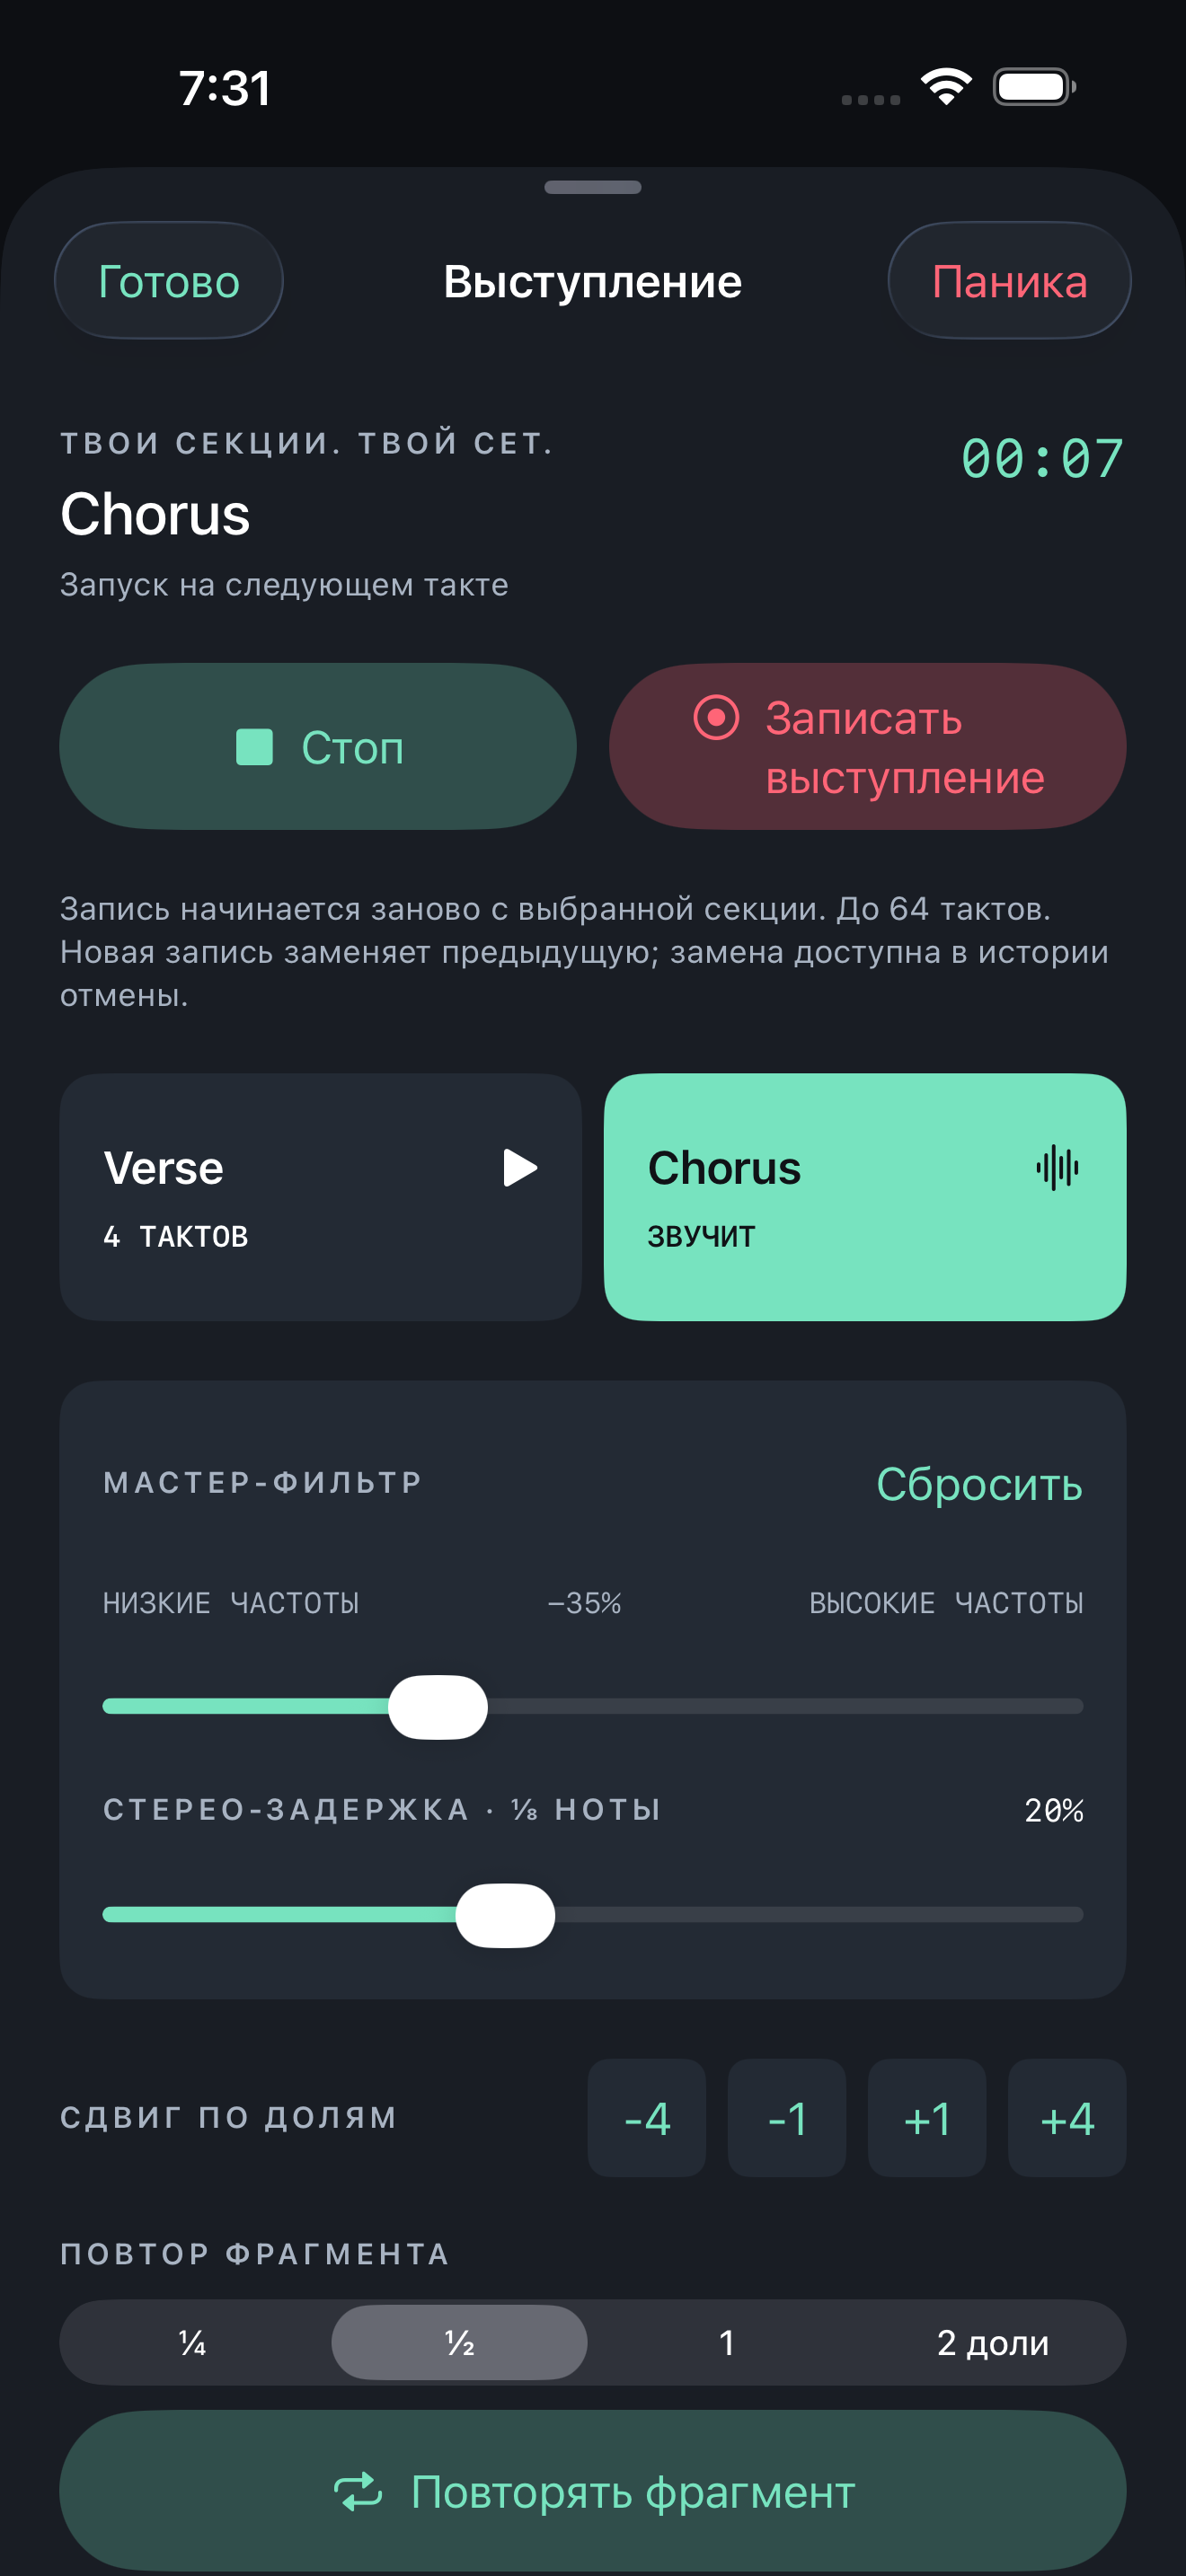 7:31
Готово
Выступление
Паника
ТВОИ СЕКЦИИ. ТВОЙ СЕТ.
00:07
Chorus
Запуск на следующем такте
Стоп
Записать
выступление
Запись начинается заново с выбранной секции. До 64 тактов.
Новая запись заменяет предыдущую; замена доступна в истории
отмены.
Verse
4 ТАКТОВ
Chorus
ЗВУЧИТ
МАСТЕР-ФИЛЬТР
Сбросить
НИЗКИЕ ЧАСТОТЫ
−35%
ВЫСОКИЕ ЧАСТОТЫ
СТЕРЕО-ЗАДЕРЖКА · ⅛ НОТЫ
20%
СДВИГ ПО ДОЛЯМ
-4
-1
+1
+4
ПОВТОР ФРАГМЕНТА
¼
½
1
2 доли
Повторять фрагмент